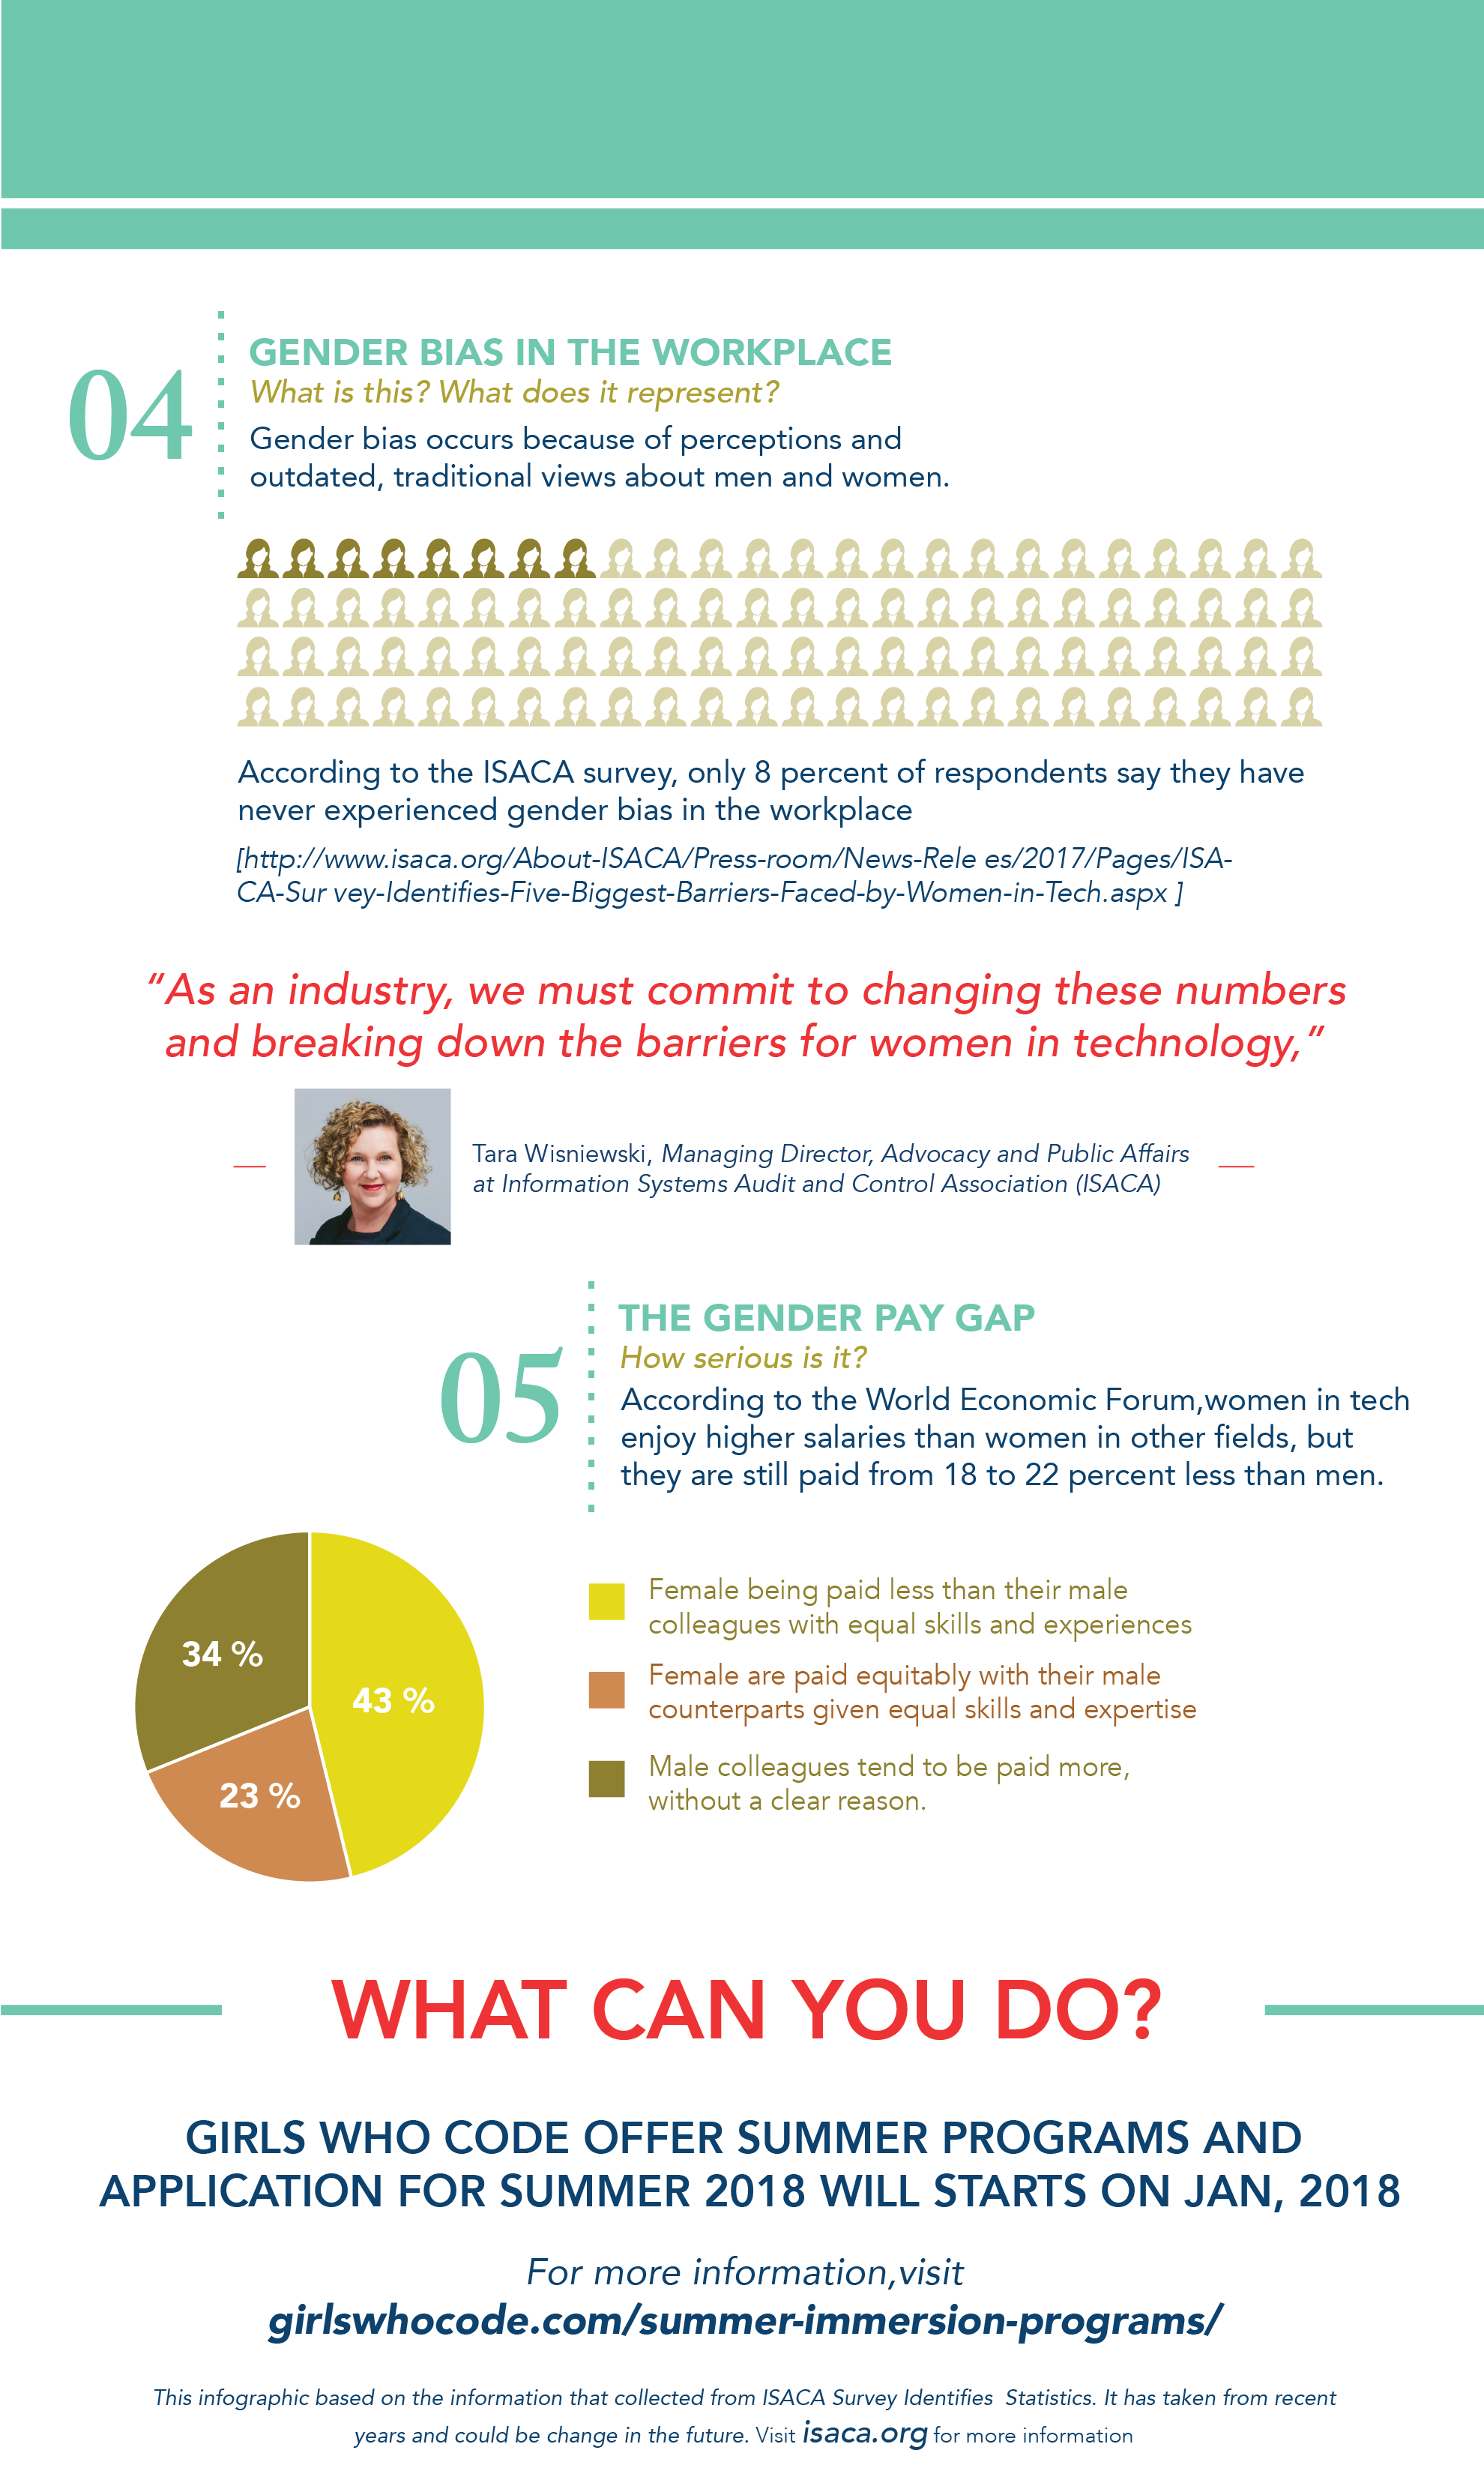 04
GENDER BIAS IN THE WORKPLACE
What is this? What does it represent?
Gender bias occurs because of perceptions and
outdated, traditional views about men and women.
According to the ISACA survey, only 8 percent of respondents say they have
never experienced gender bias in the workplace
[http://www.isaca.org/About-ISACA/Press-room/News-Rele es/2017/Pages/ISA-
CA-Sur vey-Identifies-Five-Biggest-Barriers-Faced-by-Women-in-Tech.aspx ]
“As an industry, we must commit to changing these numbers
and breaking down the barriers for women in technology,”
Tara Wisniewski, Managing Director, Advocacy and Public Affairs
at Information Systems Audit and Control Association (ISACA)
05
THE GENDER PAY GAP
How serious is it?
According to the World Economic Forum,women in tech
enjoy higher salaries than women in other fields, but
they are still paid from 18 to 22 percent less than men.
34 %
43 %
23 %
Female being paid less than their male
colleagues with equal skills and experiences
Female are paid equitably with their male
counterparts given equal skills and expertise
Male colleagues tend to be paid more,
without a clear reason.
WHAT CAN YOU DO?
GIRLS WHO CODE OFFER SUMMER PROGRAMS AND
APPLICATION FOR SUMMER 2018 WILL STARTS ON JAN, 2018
For more information,visit
girlswhocode.com/summer-immersion-programs/
This infographic based on the information that collected from ISACA Survey Identifies  Statistics. It has taken from recent
years and could be change in the future. Visit isaca.org for more information